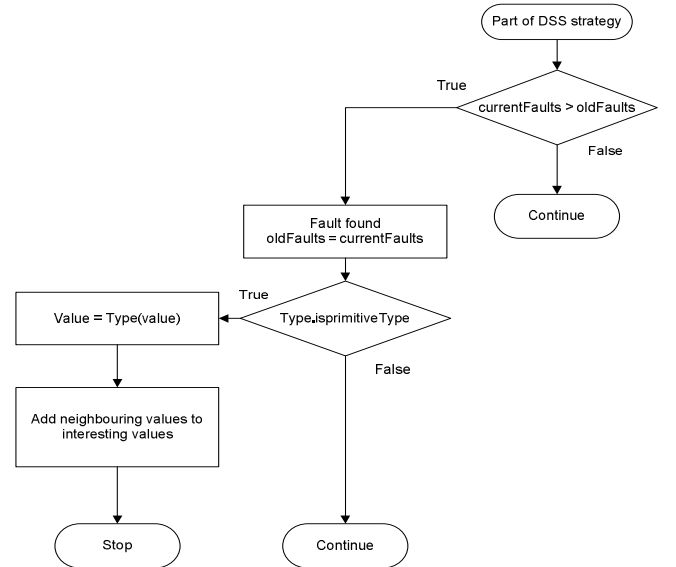 Part of DSS strategy
True
currentFaults > oldFaults
False
Continue
Fault found
oldFaults = currentFaults
True
Value = Type(value)
Type.isprimitiveType
False
Add neighbouring values to
interesting values
Stop
Continue